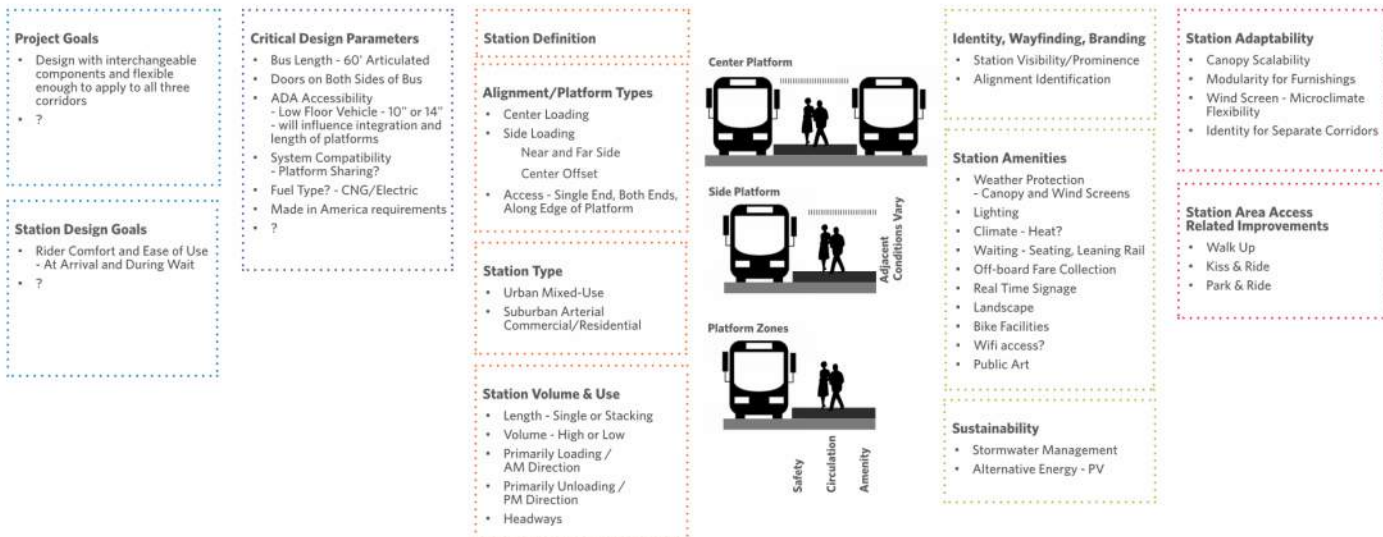 Project Goals
• Design with interchangeable
components and flexible
enough to apply to all three
corridors
• ?
Station Design Goals
• Rider Comfort and Ease of Use
- At Arrival and During Wait
• ?
Critical Design Parameters
• Bus Length - 60' Articulated
• Doors on Both Sides of Bus
• ADA Accessibility
- Low Floor Vehicle - 10" or 14"
- will influence integration and
length of platforms
• System Compatibility
- Platform Sharing?
• Fuel Type? - CNG/Electric
• Made in America requirements
• ?
Station Definition
Alignment/Platform Types
• Center Loading
• Side Loading
Near and Far Side
Center Offset
• Access - Single End, Both Ends,
Along Edge of Platform
Station Type
• Urban Mixed-Use
• Suburban Arterial
Commercial/Residential
Station Volume & Use
• Length - Single or Stacking
• Volume - High or Low
• Primarily Loading /
AM Direction
• Primarily Unloading /
PM Direction
• Headways
Center Platform
Side Platform
Adjacent
Conditions Vary
Platform Zones
Safety
Circulation
Amenity
Identity, Wayfinding, Branding
• Station Visibility/Prominence
• Alignment Identification
Station Amenities
• Weather Protection
- Canopy and Wind Screens
• Lighting
• Climate - Heat?
• Waiting - Seating, Leaning Rail
• Off-board Fare Collection
• Real Time Signage
• Landscape
• Bike Facilities
• Wifi access?
• Public Art
Sustainability
• Stormwater Management
• Alternative Energy - PV
Station Adaptability
• Canopy Scalability
• Modularity for Furnishings
• Wind Screen - Microclimate
Flexibility
• Identity for Separate Corridors
Station Area Access
Related Improvements
• Walk Up
• Kiss & Ride
• Park & Ride